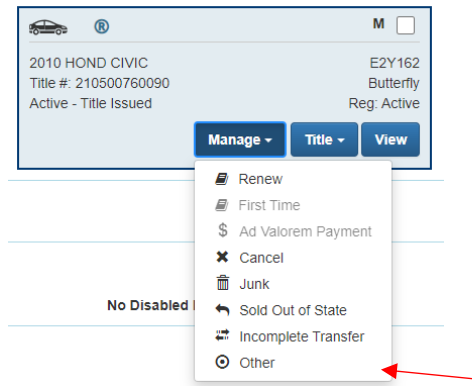 ® M
2010 HOND CIVIC E2Y162
Title #: 210500760090 Butterfly
Active - Title Issued Reg: Active
Manage Title View
Renew
First Time
$ Ad Valorem Payment
Cancel
Junk
No Disabled
Sold Out of State
Incomplete Transfer
Other